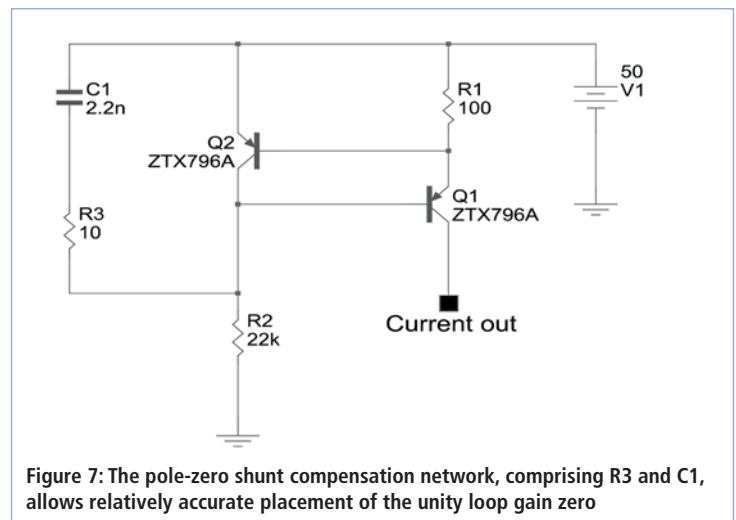 C1
2.2n
R1
100
50
V1
Q2
ZTX796A
Q1
ZTX796A
R3
10
R2
22k
Current out
Figure 7: The pole-zero shunt compensation network, comprising R3 and C1,
allows relatively accurate placement of the unity loop gain zero